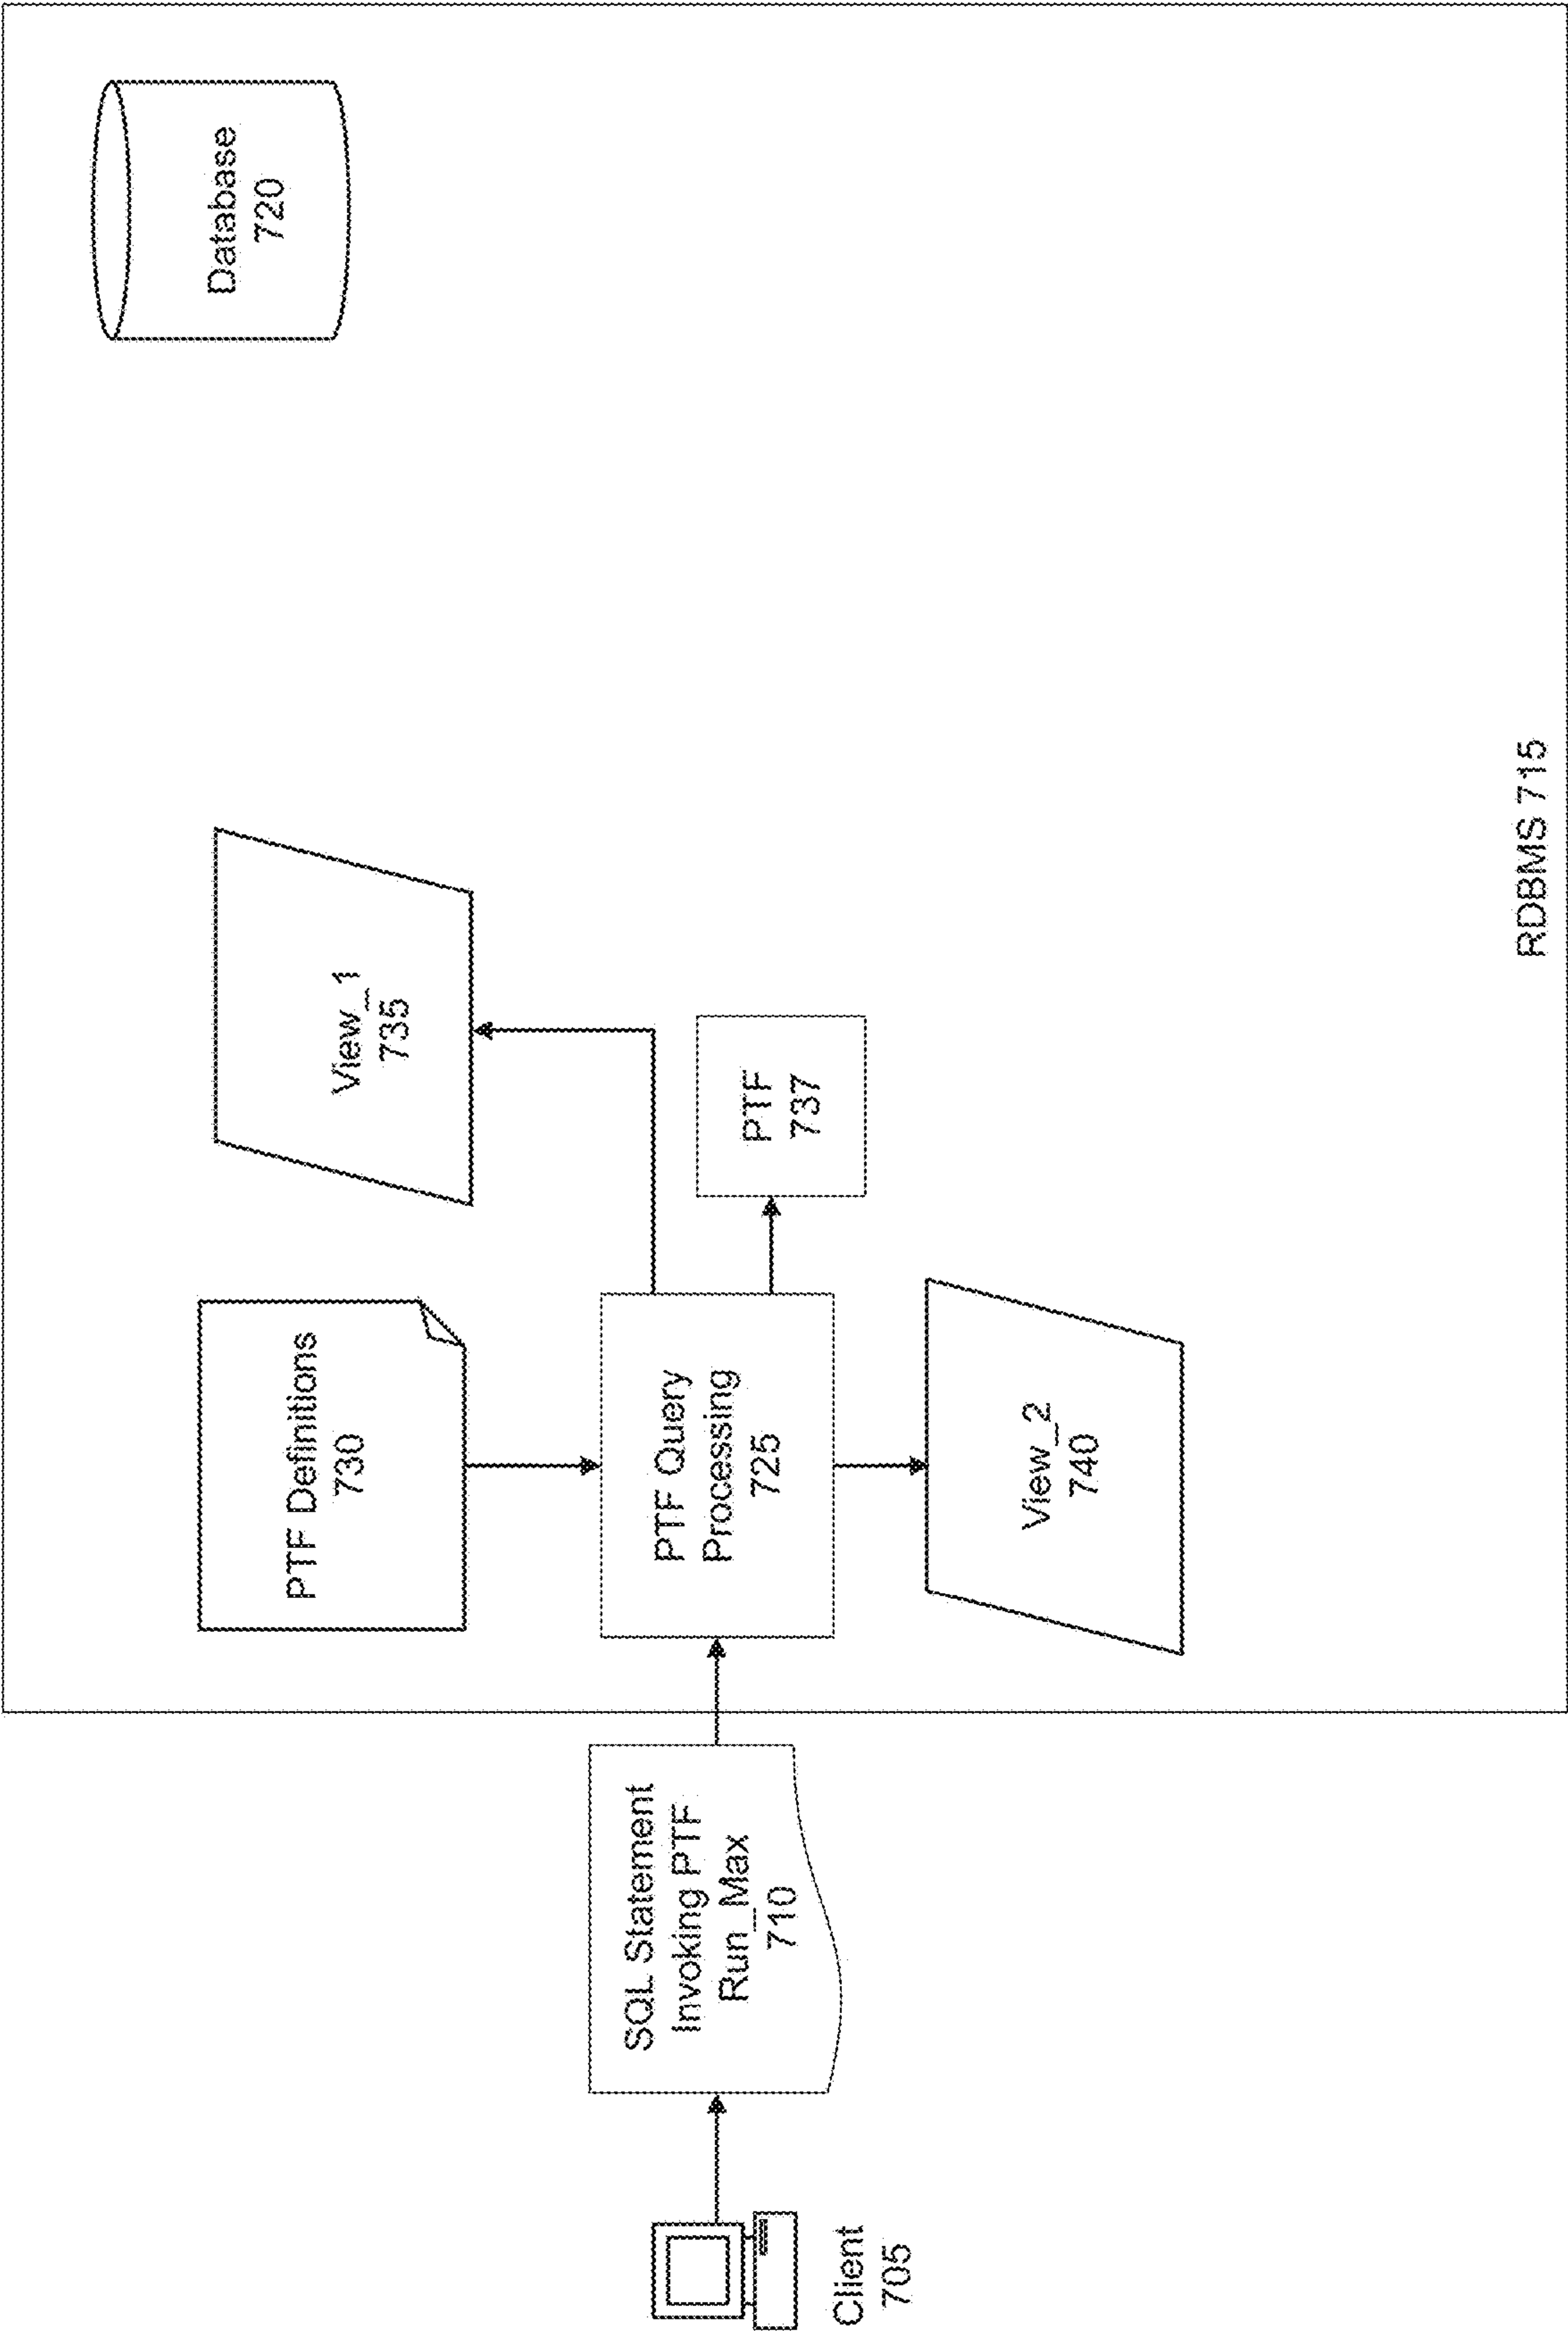 Client
705
SQL Statement
Invoking PTF
Run_Max
710
PTF Definitions
730
PTF Query
Processing
725
View_2
740
View_1
735
PTF
737
Database
720
RDBMS 715